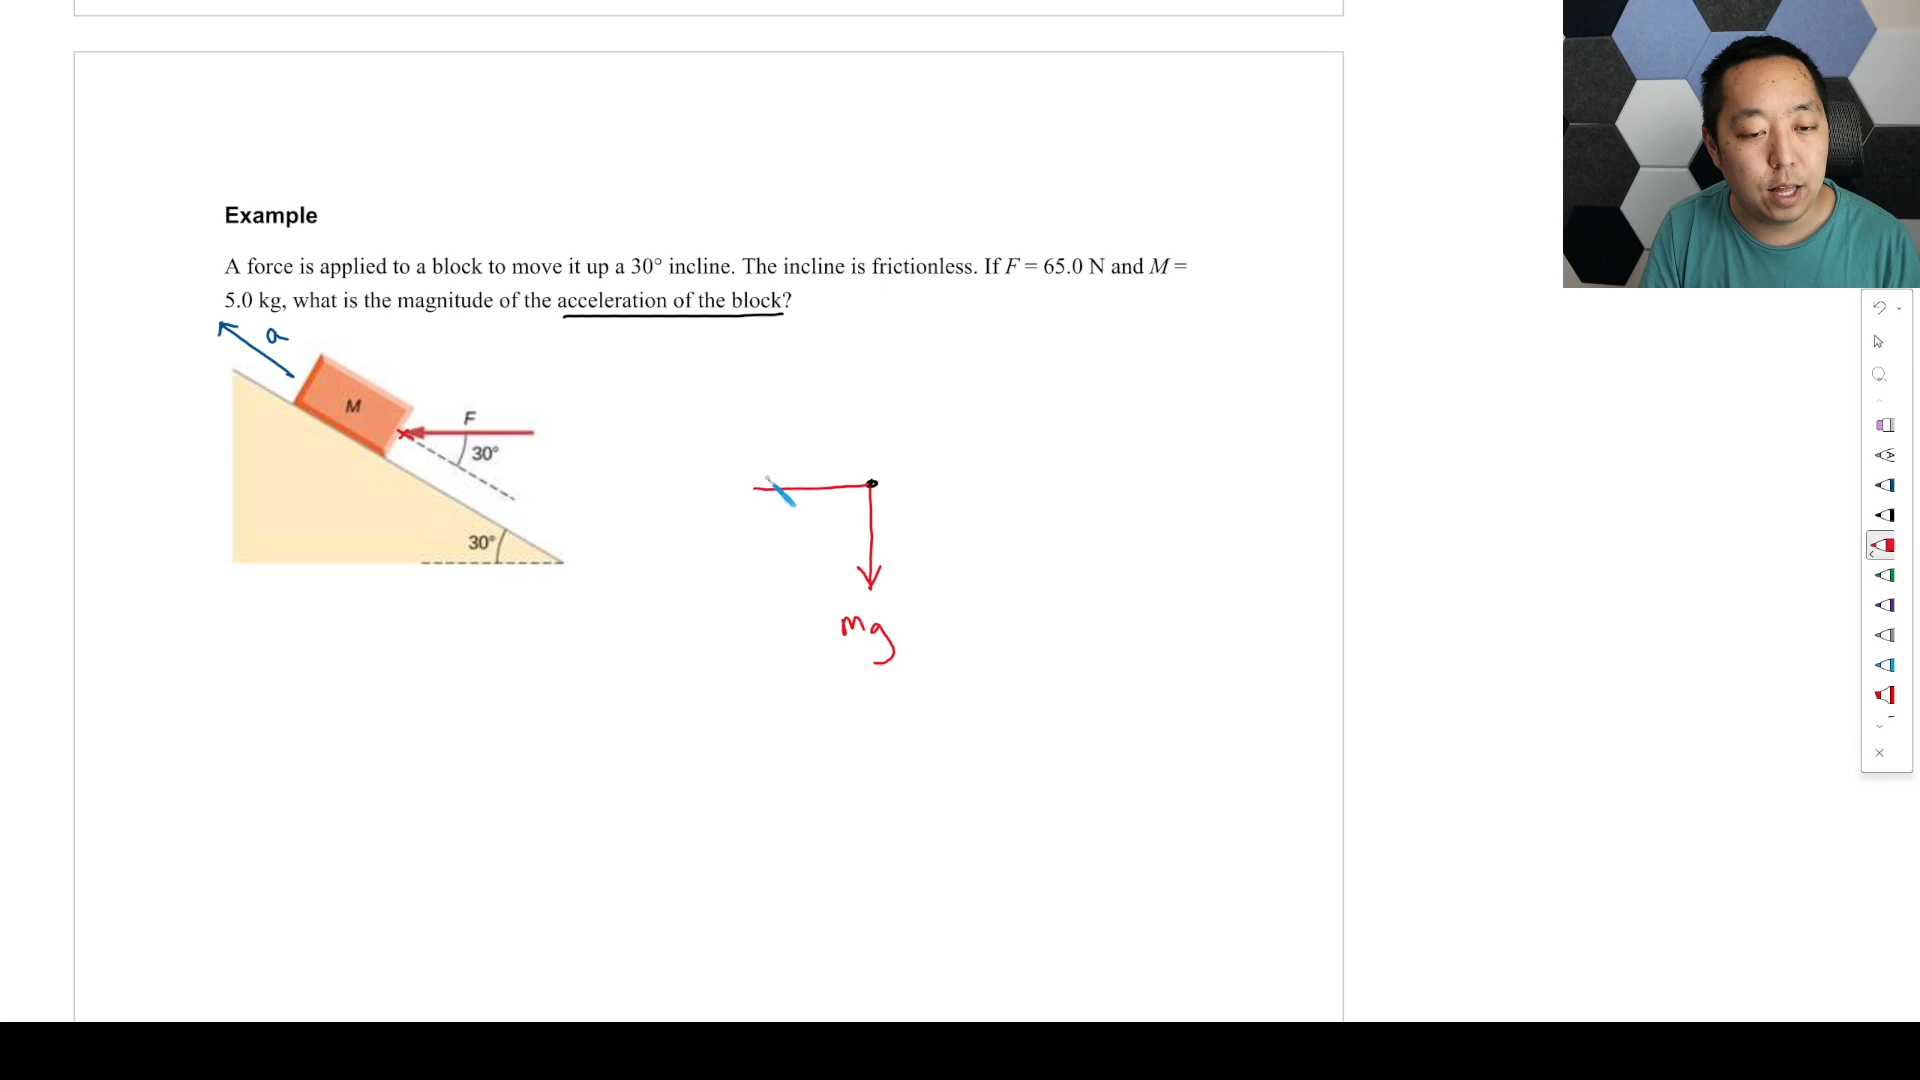 Example
A force is applied to a block to move it up a 30° incline. The incline is frictionless. If F = 65.0 N and M =
5.0 kg, what is the magnitude of the acceleration of the block?
a
M
F
30°
30°
mg